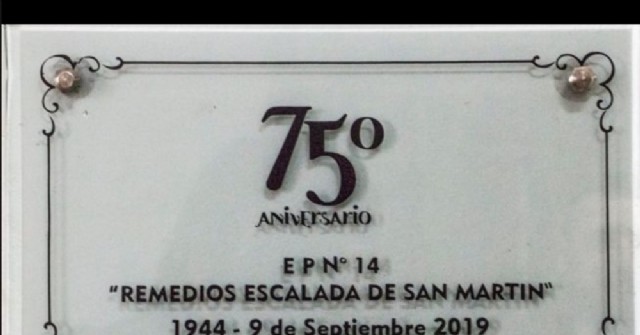 75º
ANiVERSARiO
E P Nº 14
"REMEDIOS ESCALADA DE SAN MARTIN"
1944 - 9 de Septiembre 2019